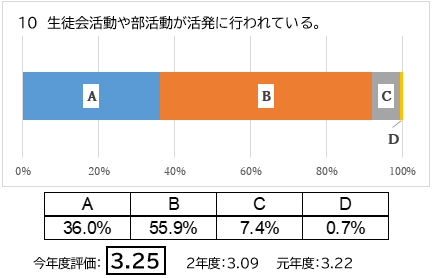 10 生徒会活動や部活動が活発に行われている。
A B C
D
0% 20% 40% 60% 80% 100%
A B C D
36.0% 55.9% 7.4% 0.7%
今年度評価: 3.25 2年度:3.09 元年度:3.22